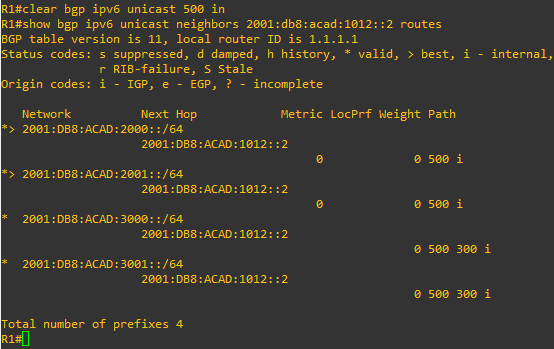 R1#clear bgp ipv6 unicast 500 in
R1#show bgp ipv6 unicast neighbors 2001:db8:acad:1012::2 routes
BGP table version is 11, local router ID is 1.1.1.1
Status codes: s suppressed, d damped, h history, * valid, > best, i - internal,
              r RIB-failure, S Stale
Origin codes: i - IGP, e - EGP, ? - incomplete

   Network          Next Hop            Metric LocPrf Weight Path
*> 2001:DB8:ACAD:2000::/64
                    2001:DB8:ACAD:1012::2
                                             0             0 500 i
*> 2001:DB8:ACAD:2001::/64
                    2001:DB8:ACAD:1012::2
                                             0             0 500 i
*  2001:DB8:ACAD:3000::/64
                    2001:DB8:ACAD:1012::2
                                                           0 500 300 i
*  2001:DB8:ACAD:3001::/64
                    2001:DB8:ACAD:1012::2
                                                           0 500 300 i

Total number of prefixes 4
R1#